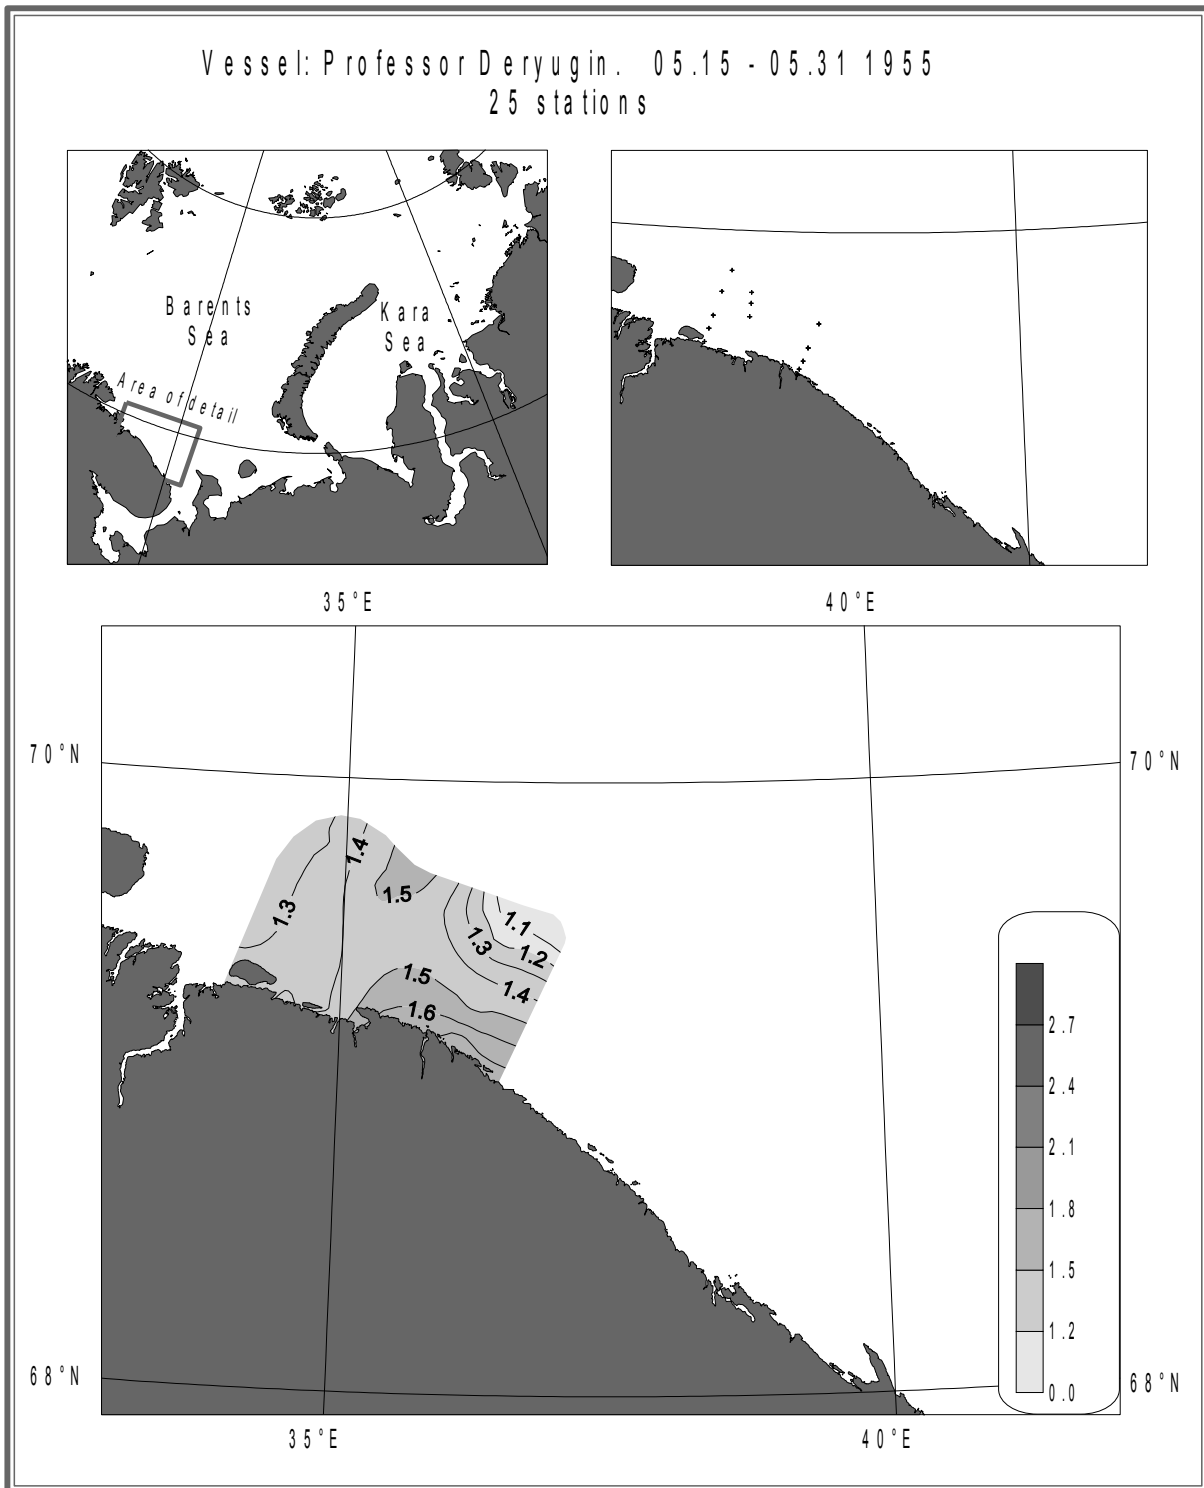 Vessel: Professor Deryugin. 05.15 - 05.31 1955
25 stations
Barents
Sea
Kara
Sea
Area of detail
35°E
40°E
70°N
70°N
1.4
1.5
1.3
1.1
1.3
1.2
1.5
1.4
1.6
2.7
2.4
2.1
1.8
1.5
1.2
0.0
68°N
68°N
35°E
40°E